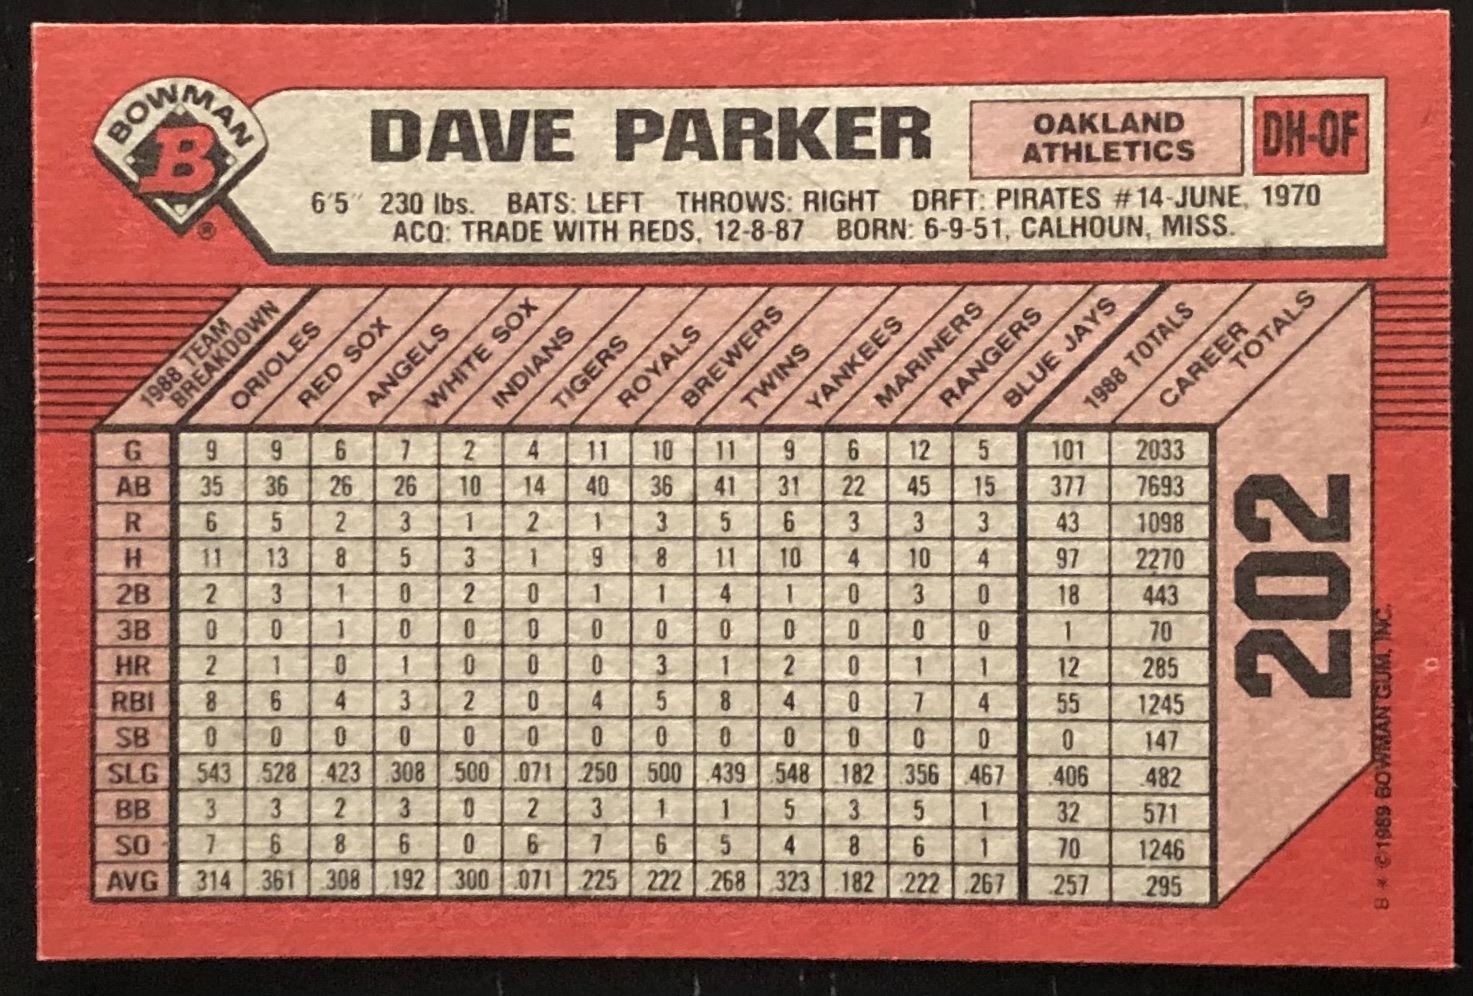 BOWMAN
B
®
DAVE PARKER
OAKLAND
ATHLETICS
DH-OF
6'5" 230 lbs. BATS: LEFT THROWS: RIGHT DRFT: PIRATES #14-JUNE, 1970
ACQ: TRADE WITH REDS, 12-8-87 BORN: 6-9-51, CALHOUN, MISS.
1988 TEAM BREAKDOWN ORIOLES RED SOX ANGELS WHITE SOX INDIANS TIGERS ROYALS BREWERS TWINS YANKEES MARINERS RANGERS BLUE JAYS 1988 TOTALS CAREER TOTALS
G 9 9 6 7 2 4 11 10 11 9 6 12 5 101 2033
AB 35 36 26 26 10 14 40 36 41 31 22 45 15 377 7693
R 6 5 2 3 1 2 1 3 5 6 3 3 3 43 1098
H 11 13 8 5 3 1 9 8 11 10 4 10 4 97 2270
2B 2 3 1 0 2 0 1 1 4 1 0 3 0 18 443
3B 0 0 1 0 0 0 0 0 0 0 0 0 0 1 70
HR 2 1 0 1 0 0 0 3 1 2 0 1 1 12 285
RBI 8 6 4 3 2 0 4 5 8 4 0 7 4 55 1245
SB 0 0 0 0 0 0 0 0 0 0 0 0 0 0 147
SLG .543 .528 .423 .308 .500 .071 .250 .500 .439 .548 .182 .356 .467 .406 .482
BB 3 3 2 3 0 2 3 1 1 5 3 5 1 32 571
SO 7 6 8 6 0 6 7 6 5 4 8 6 1 70 1246
AVG .314 .361 .308 .192 .300 .071 .225 .222 .268 .323 .182 .222 .267 .257 .295
202
B * © 1989 BOWMAN GUM, INC.